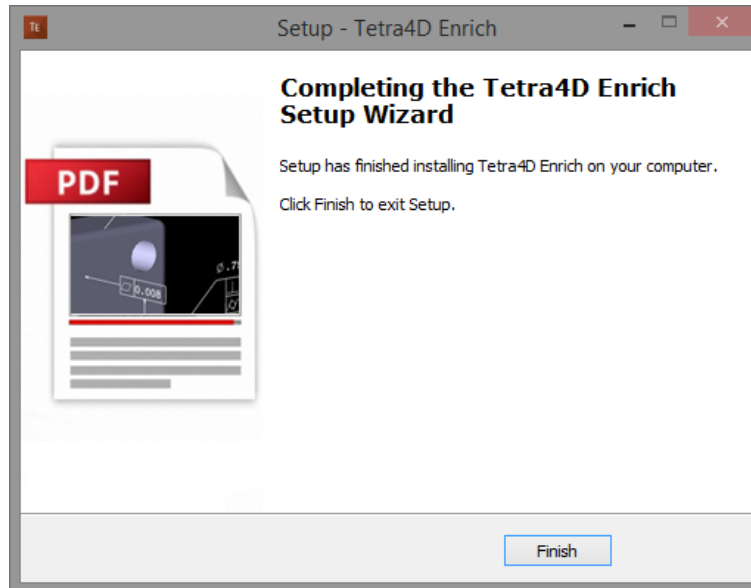 TE
Setup - Tetra4D Enrich
Completing the Tetra4D Enrich
Setup Wizard
Setup has finished installing Tetra4D Enrich on your computer.
Click Finish to exit Setup.
PDF
0.008
Finish